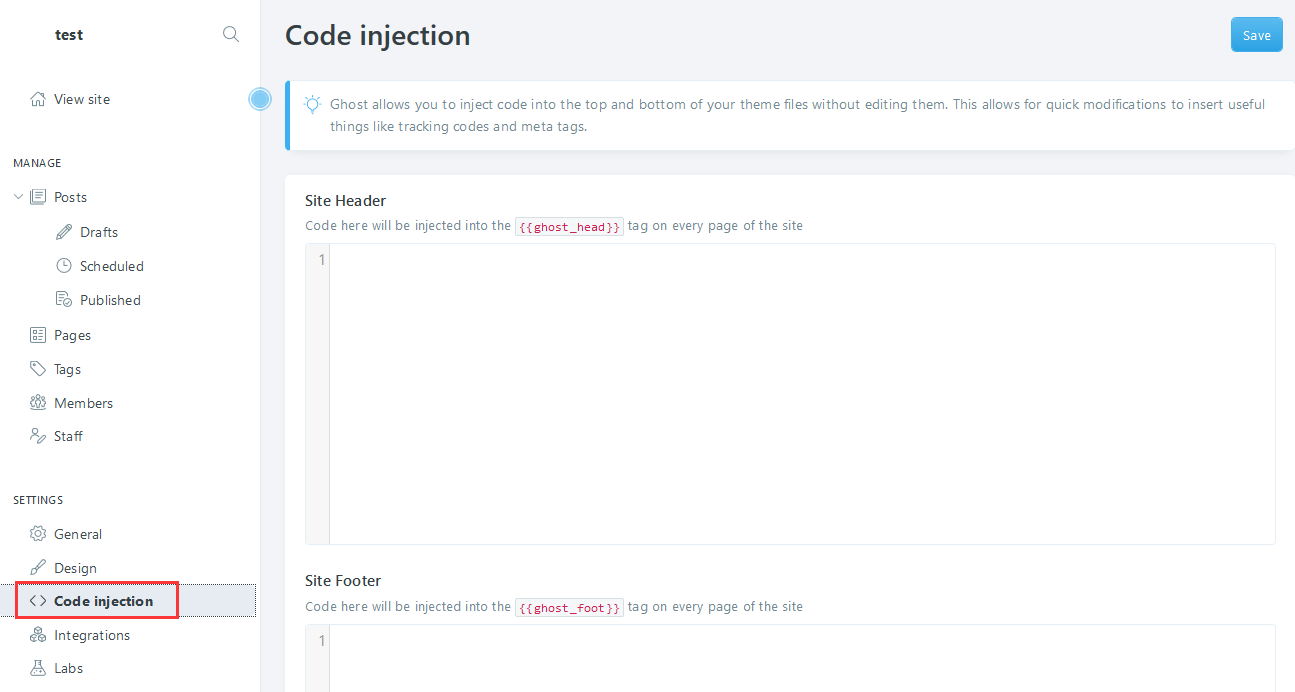 test
View site
MANAGE
Posts
Drafts
Scheduled
Published
Pages
Tags
Members
Staff
SETTINGS
General
Design
<> Code injection
Integrations
Labs
Code injection
Save
Ghost allows you to inject code into the top and bottom of your theme files without editing them. This allows for quick modifications to insert useful
things like tracking codes and meta tags.
Site Header
Code here will be injected into the {{ghost_head}} tag on every page of the site
1
Site Footer
Code here will be injected into the {{ghost_foot}} tag on every page of the site
1